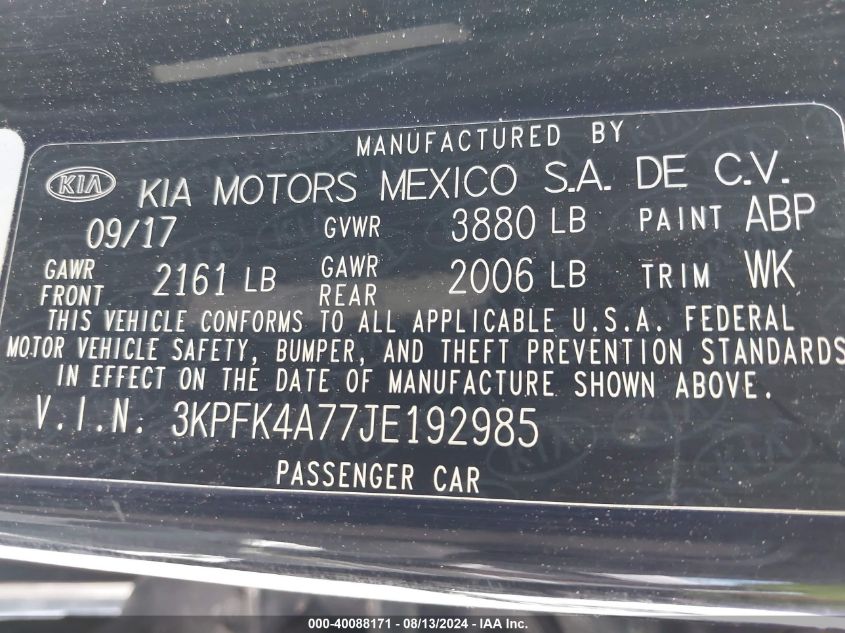 MANUFACTURED BY
KIA KIA MOTORS MEXICO S.A. DE C.V.
09/17 GVWR 3880 LB PAINT ABP
GAWR FRONT 2161 LB GAWR REAR 2006 LB TRIM WK
THIS VEHICLE CONFORMS TO ALL APPLICABLE U.S.A. FEDERAL
MOTOR VEHICLE SAFETY, BUMPER, AND THEFT PREVENTION STANDARDS
IN EFFECT ON THE DATE OF MANUFACTURE SHOWN ABOVE.
V.I.N. 3KPFK4A77JE192985
PASSENGER CAR
000-40088171 - 08/13/2024 - IAA Inc.